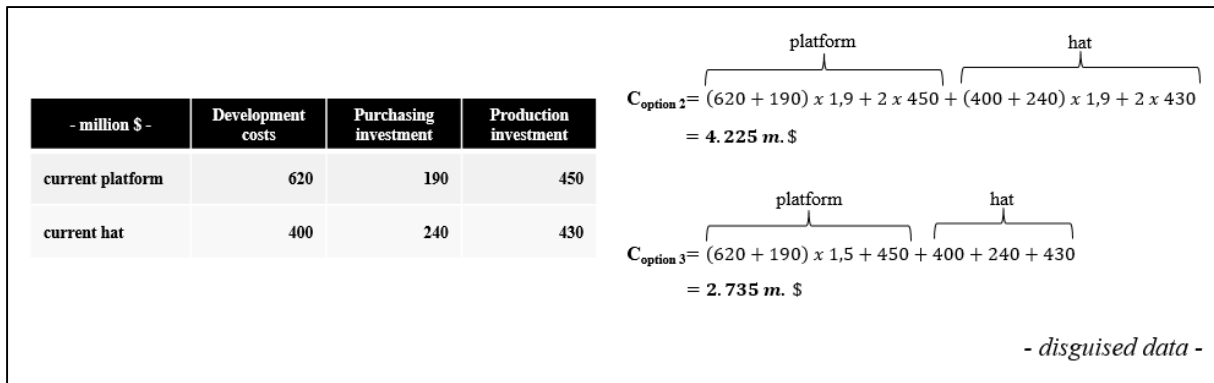 - million $ - Development costs Purchasing investment Production investment
current platform 620 190 450
current hat 400 240 430
platform hat
C option 2= (620 + 190) x 1,9 + 2 x 450 + (400 + 240) x 1,9 + 2 x 430
= 4.225 m. $
platform hat
C option 3= (620 + 190) x 1,5 + 450 + 400 + 240 + 430
= 2.735 m. $
- disguised data -